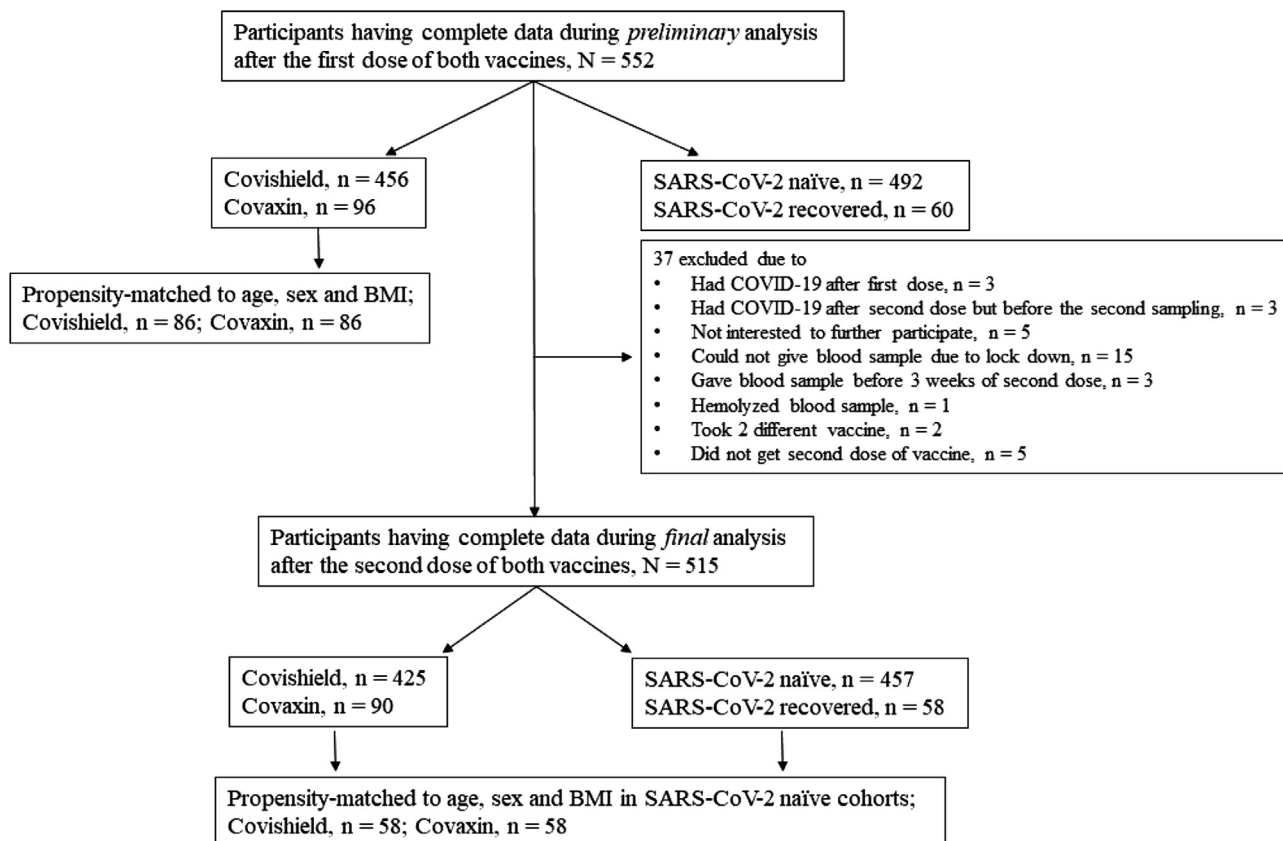 Participants having complete data during preliminary analysis
after the first dose of both vaccines, N = 552
Covishield, n = 456
Covaxin, n = 96
SARS-CoV-2 naïve, n = 492
SARS-CoV-2 recovered, n = 60
Propensity-matched to age, sex and BMI;
Covishield, n = 86; Covaxin, n = 86
37 excluded due to
• Had COVID-19 after first dose, n = 3
• Had COVID-19 after second dose but before the second sampling, n = 3
• Not interested to further participate, n = 5
• Could not give blood sample due to lock down, n = 15
• Gave blood sample before 3 weeks of second dose, n = 3
• Hemolyzed blood sample, n = 1
• Took 2 different vaccine, n = 2
• Did not get second dose of vaccine, n = 5
Participants having complete data during final analysis
after the second dose of both vaccines, N = 515
Covishield, n = 425
Covaxin, n = 90
SARS-CoV-2 naïve, n = 457
SARS-CoV-2 recovered, n = 58
Propensity-matched to age, sex and BMI in SARS-CoV-2 naïve cohorts;
Covishield, n = 58; Covaxin, n = 58